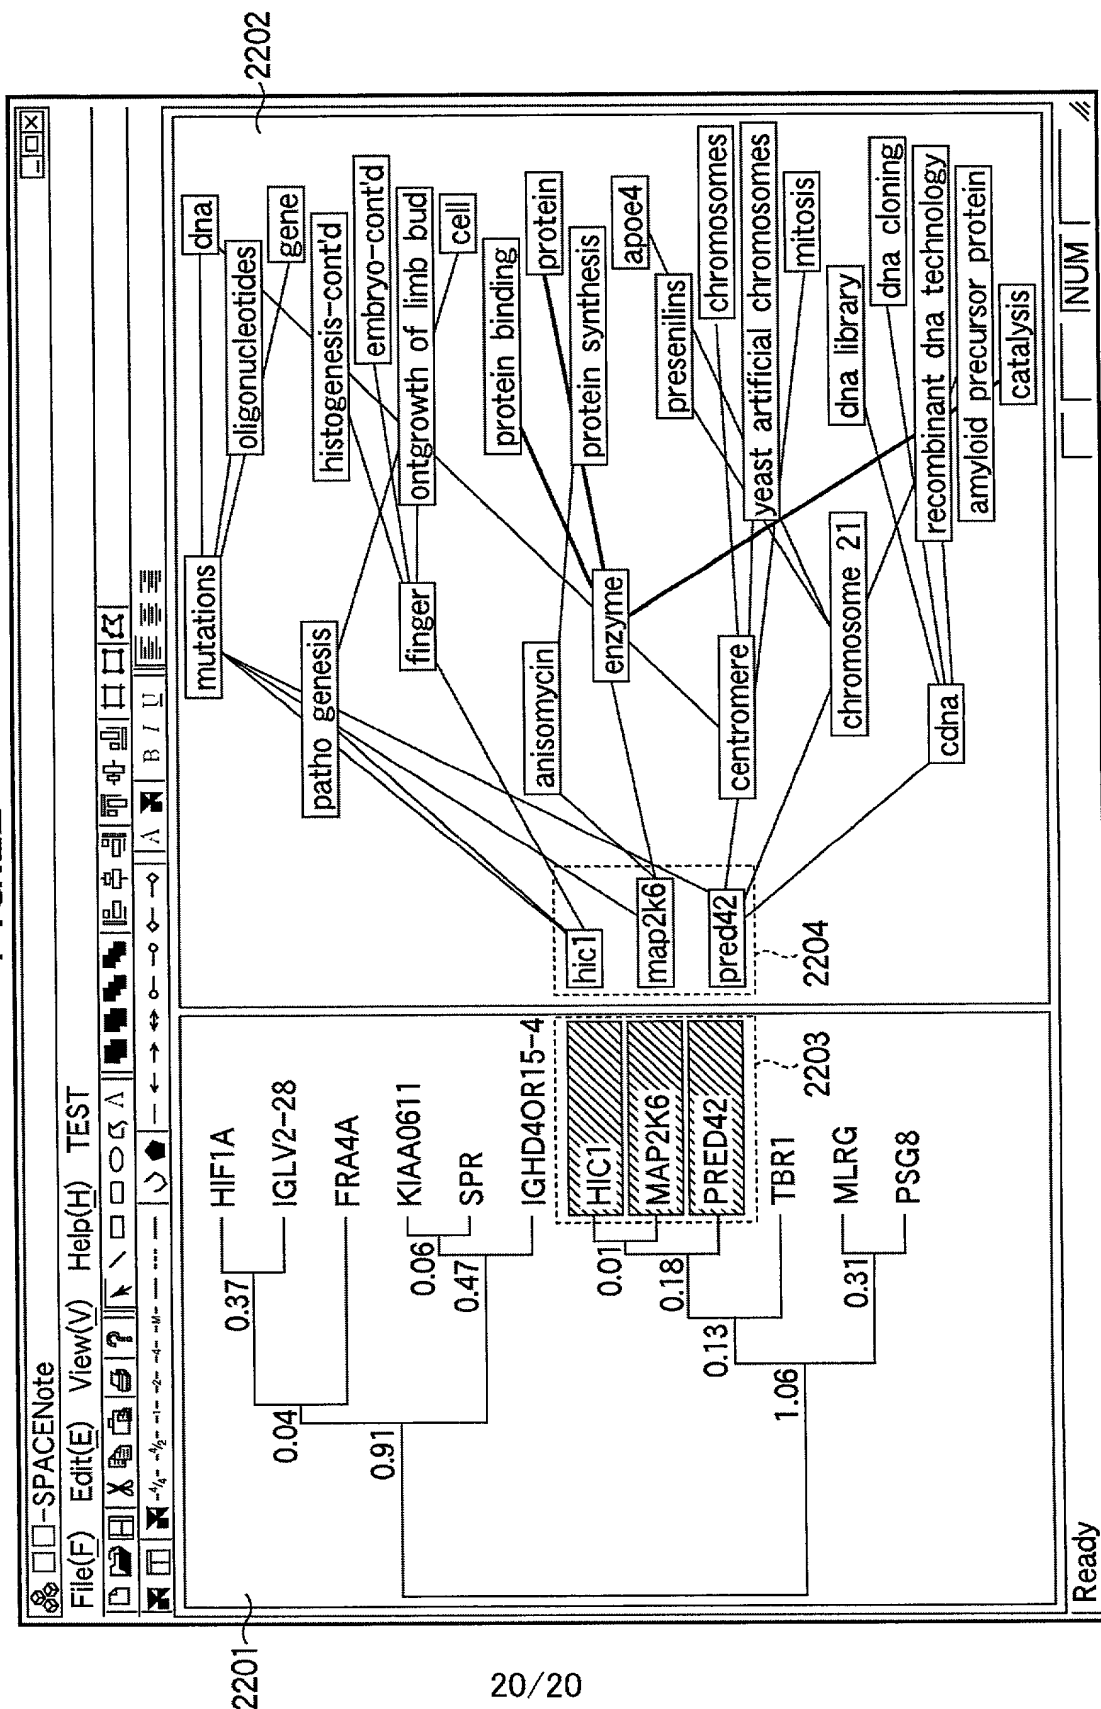 2202
□□-SPACENote
File(F) Edit(E) View(V) Help(H) TEST
A
A B I U
2201
HIF1A
IGLV2-28
FRA4A
KIAA0611
SPR
IGHD4OR15-4
HIC1
MAP2K6
PRED42
TBR1
MLRG
PSG8
0.37
0.04
0.91
0.06
0.47
0.01
0.18
0.13
1.06
0.31
2203
mutations
dna
oligonucleotides
gene
patho genesis
histogenesis-cont'd
embryo-cont'd
finger
ontgrowth of limb bud
cell
protein binding
protein
anisomycin
protein synthesis
hic1
enzyme
apoe4
map2k6
presenilins
chromosomes
pred42
centromere
yeast artificial chromosomes
mitosis
2204
chromosome 21
dna library
dna cloning
cdna
recombinant dna technology
amyloid precursor protein
catalysis
Ready
NUM
20/20